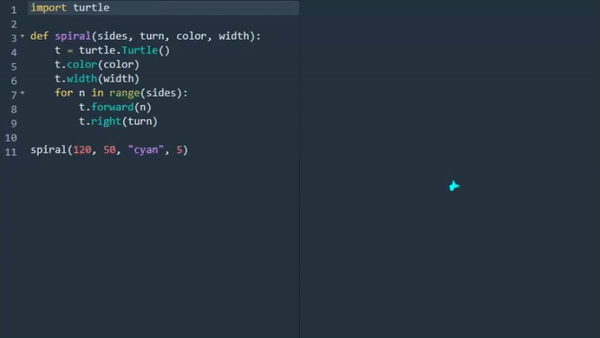 1 import turtle
2
3 def spiral(sides, turn, color, width):
4     t = turtle.Turtle()
5     t.color(color)
6     t.width(width)
7     for n in range(sides):
8         t.forward(n)
9         t.right(turn)
10
11 spiral(120, 50, "cyan", 5)